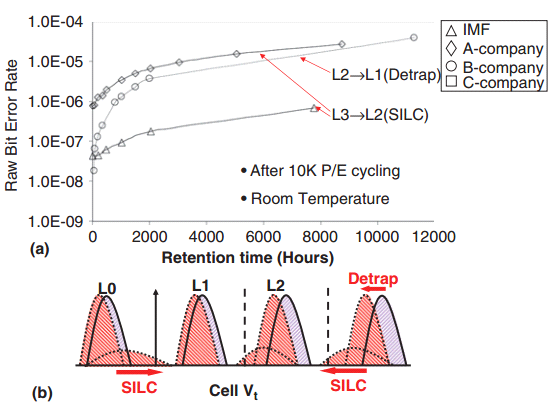 1.0E-04
1.0E-05
1.0E-06
1.0E-07
1.0E-08
1.0E-09
Raw Bit Error Rate
0 2000 4000 6000 8000 10000 12000
Retention time (Hours)
IMF
A-company
B-company
C-company
L2→L1(Detrap)
L3→L2(SILC)
• After 10K P/E cycling
• Room Temperature
(a)
L0 L1 L2
Detrap
SILC
SILC
Cell Vt
(b)